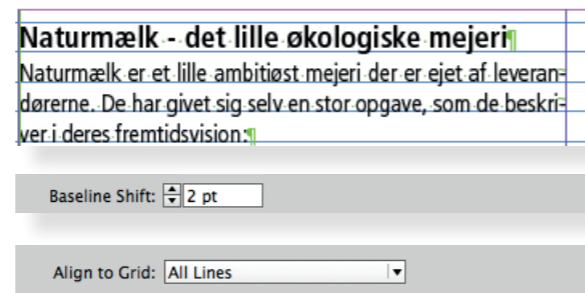 Naturmælk - det lille økologiske mejeri¶
Naturmælk er et lille ambitiøst mejeri der er ejet af leveran-
dørerne. De har givet sig selv en stor opgave, som de beskri-
ver i deres fremtidsvision:¶
Baseline Shift: 2 pt
Align to Grid: All Lines